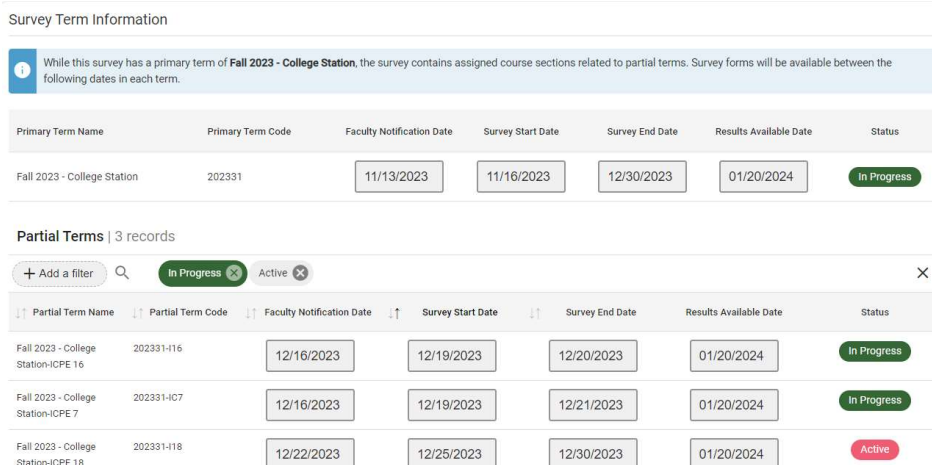 Survey Term Information
While this survey has a primary term of Fall 2023 - College Station, the survey contains assigned course sections related to partial terms. Survey forms will be available between the
following dates in each term.
Primary Term Name Primary Term Code Faculty Notification Date Survey Start Date Survey End Date Results Available Date Status
Fall 2023 - College Station 202331 11/13/2023 11/16/2023 12/30/2023 01/20/2024 In Progress
Partial Terms | 3 records
+ Add a filter In Progress Active
Partial Term Name Partial Term Code Faculty Notification Date Survey Start Date Survey End Date Results Available Date Status
Fall 2023 - College 202331-I16 12/16/2023 12/19/2023 12/20/2023 01/20/2024 In Progress
Station-ICPE 16
Fall 2023 - College 202331-IC7 12/16/2023 12/19/2023 12/21/2023 01/20/2024 In Progress
Station-ICPE 7
Fall 2023 - College 202331-I18 12/22/2023 12/25/2023 12/30/2023 01/20/2024 Active
Station-ICPE 18